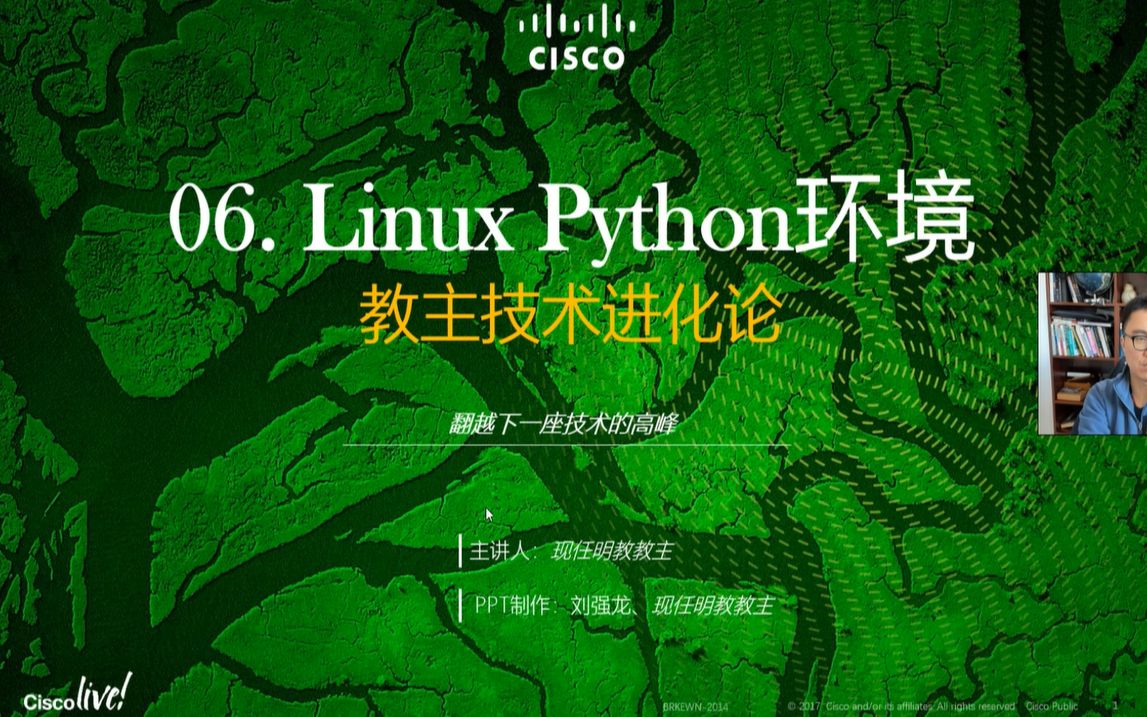 CISCO
06. Linux Python环境
教主技术进化论
翻越下一座技术的高峰
主讲人：现任明教教主
PPT制作：刘强龙、现任明教教主
Cisco live!
BRKEWN-2014
© 2017 Cisco and/or its affiliates. All rights reserved. Cisco Public
1